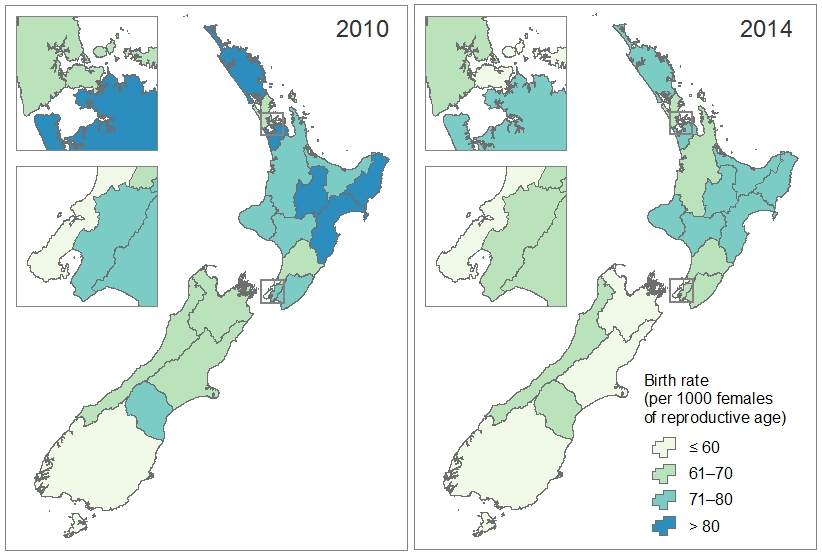 2010
2014
Birth rate
(per 1000 females
of reproductive age)
≤ 60
61–70
71–80
> 80